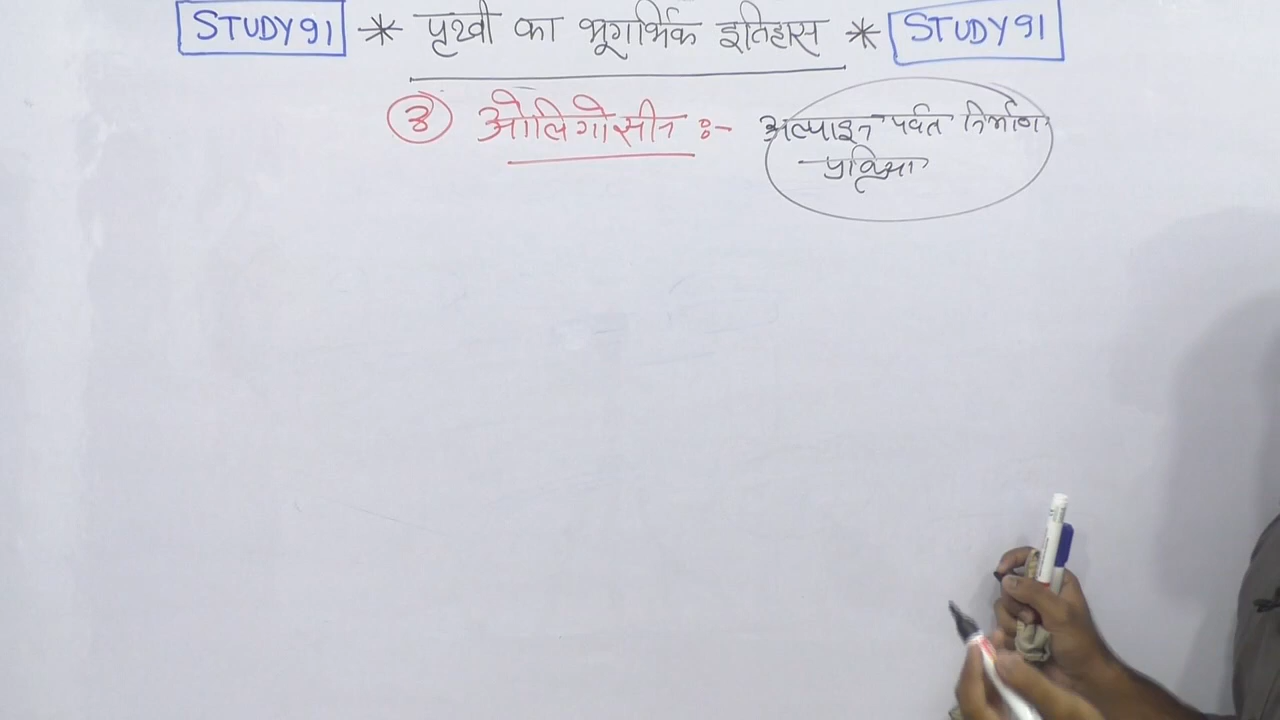 STUDY91 * पृथ्वी का भूगर्भिक इतिहास * STUDY91
③ ओलिगोसीन :- अल्पाइन पर्वत निर्माण
प्रक्रिया